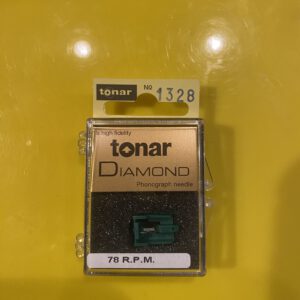 tonar No 1328
high fidelity
tonar
DIAMOND
Phonograph needle
78 R.P.M.